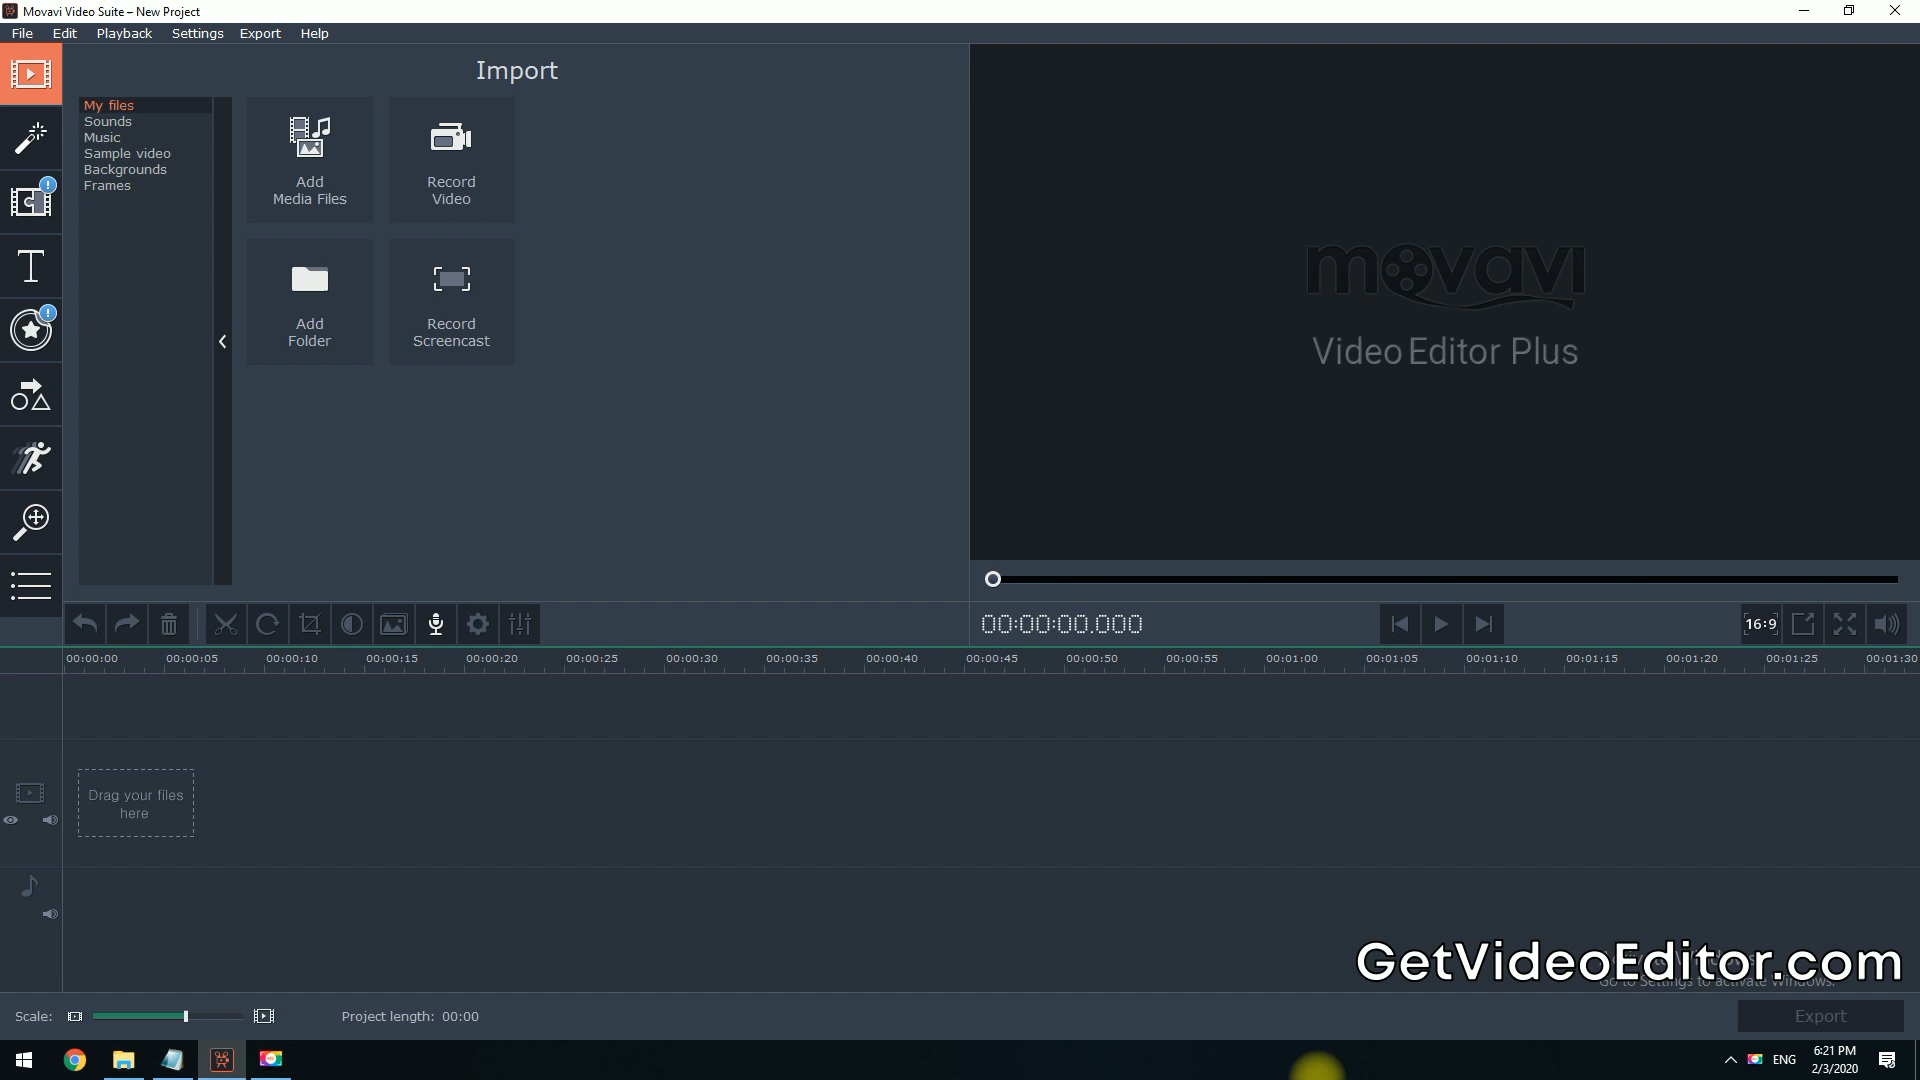 Movavi Video Suite – New Project
File Edit Playback Settings Export Help
Import
My files
Sounds
Music
Sample video
Backgrounds
Frames
Add
Media Files
Record
Video
Add
Folder
Record
Screencast
movavi
Video Editor Plus
00:00:00.000
16:9
00:00:00 00:00:05 00:00:10 00:00:15 00:00:20 00:00:25 00:00:30 00:00:35 00:00:40 00:00:45 00:00:50 00:00:55 00:01:00 00:01:05 00:01:10 00:01:15 00:01:20 00:01:25 00:01:30
Drag your files
here
GetVideoEditor.com
Go to Settings to activate Windows.
Scale:
Project length: 00:00
Export
ENG
6:21 PM
2/3/2020